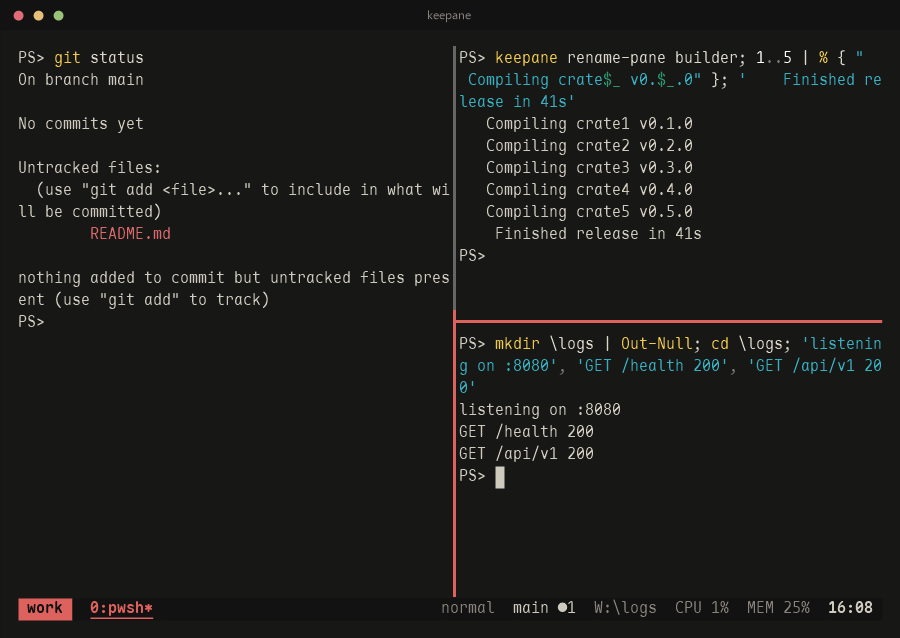 keepane
PS> git status
On branch main

No commits yet

Untracked files:
  (use "git add <file>..." to include in what wi
ll be committed)
        README.md

nothing added to commit but untracked files pres
ent (use "git add" to track)
PS>
PS> keepane rename-pane builder; 1..5 | % { "
 Compiling crate$_ v0.$_.0" }; '    Finished re
lease in 41s'
   Compiling crate1 v0.1.0
   Compiling crate2 v0.2.0
   Compiling crate3 v0.3.0
   Compiling crate4 v0.4.0
   Compiling crate5 v0.5.0
    Finished release in 41s
PS>
PS> mkdir \logs | Out-Null; cd \logs; 'listenin
g on :8080', 'GET /health 200', 'GET /api/v1 20
0'
listening on :8080
GET /health 200
GET /api/v1 200
PS>
work 0:pwsh* normal main ●1 W:\logs CPU 1% MEM 25% 16:08